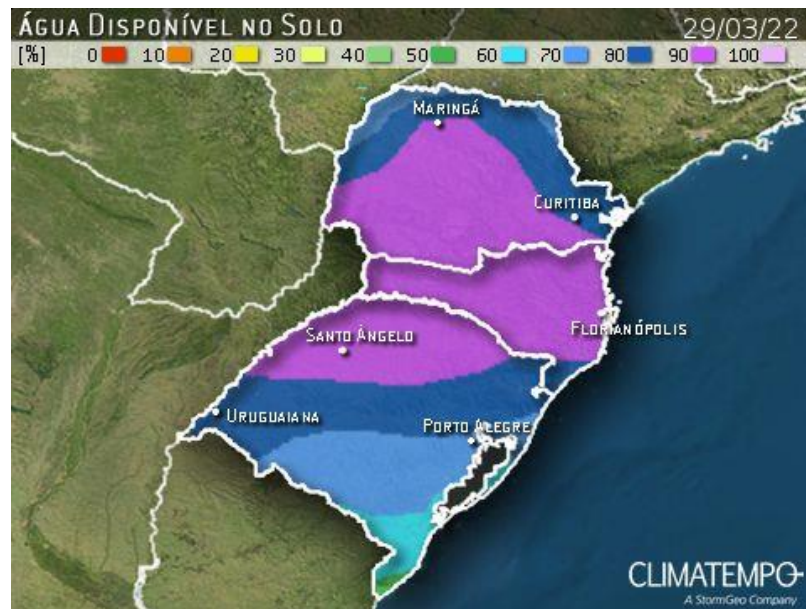 ÁGUA DISPONÍVEL NO SOLO 29/03/22
[%] 0 10 20 30 40 50 60 70 80 90 100
MARINGÁ
CURITIBA
FLORIANÓPOLIS
SANTO ÂNGELO
URUGUAIANA
PORTO ALEGRE
CLIMATEMPO
A StormGeo Company